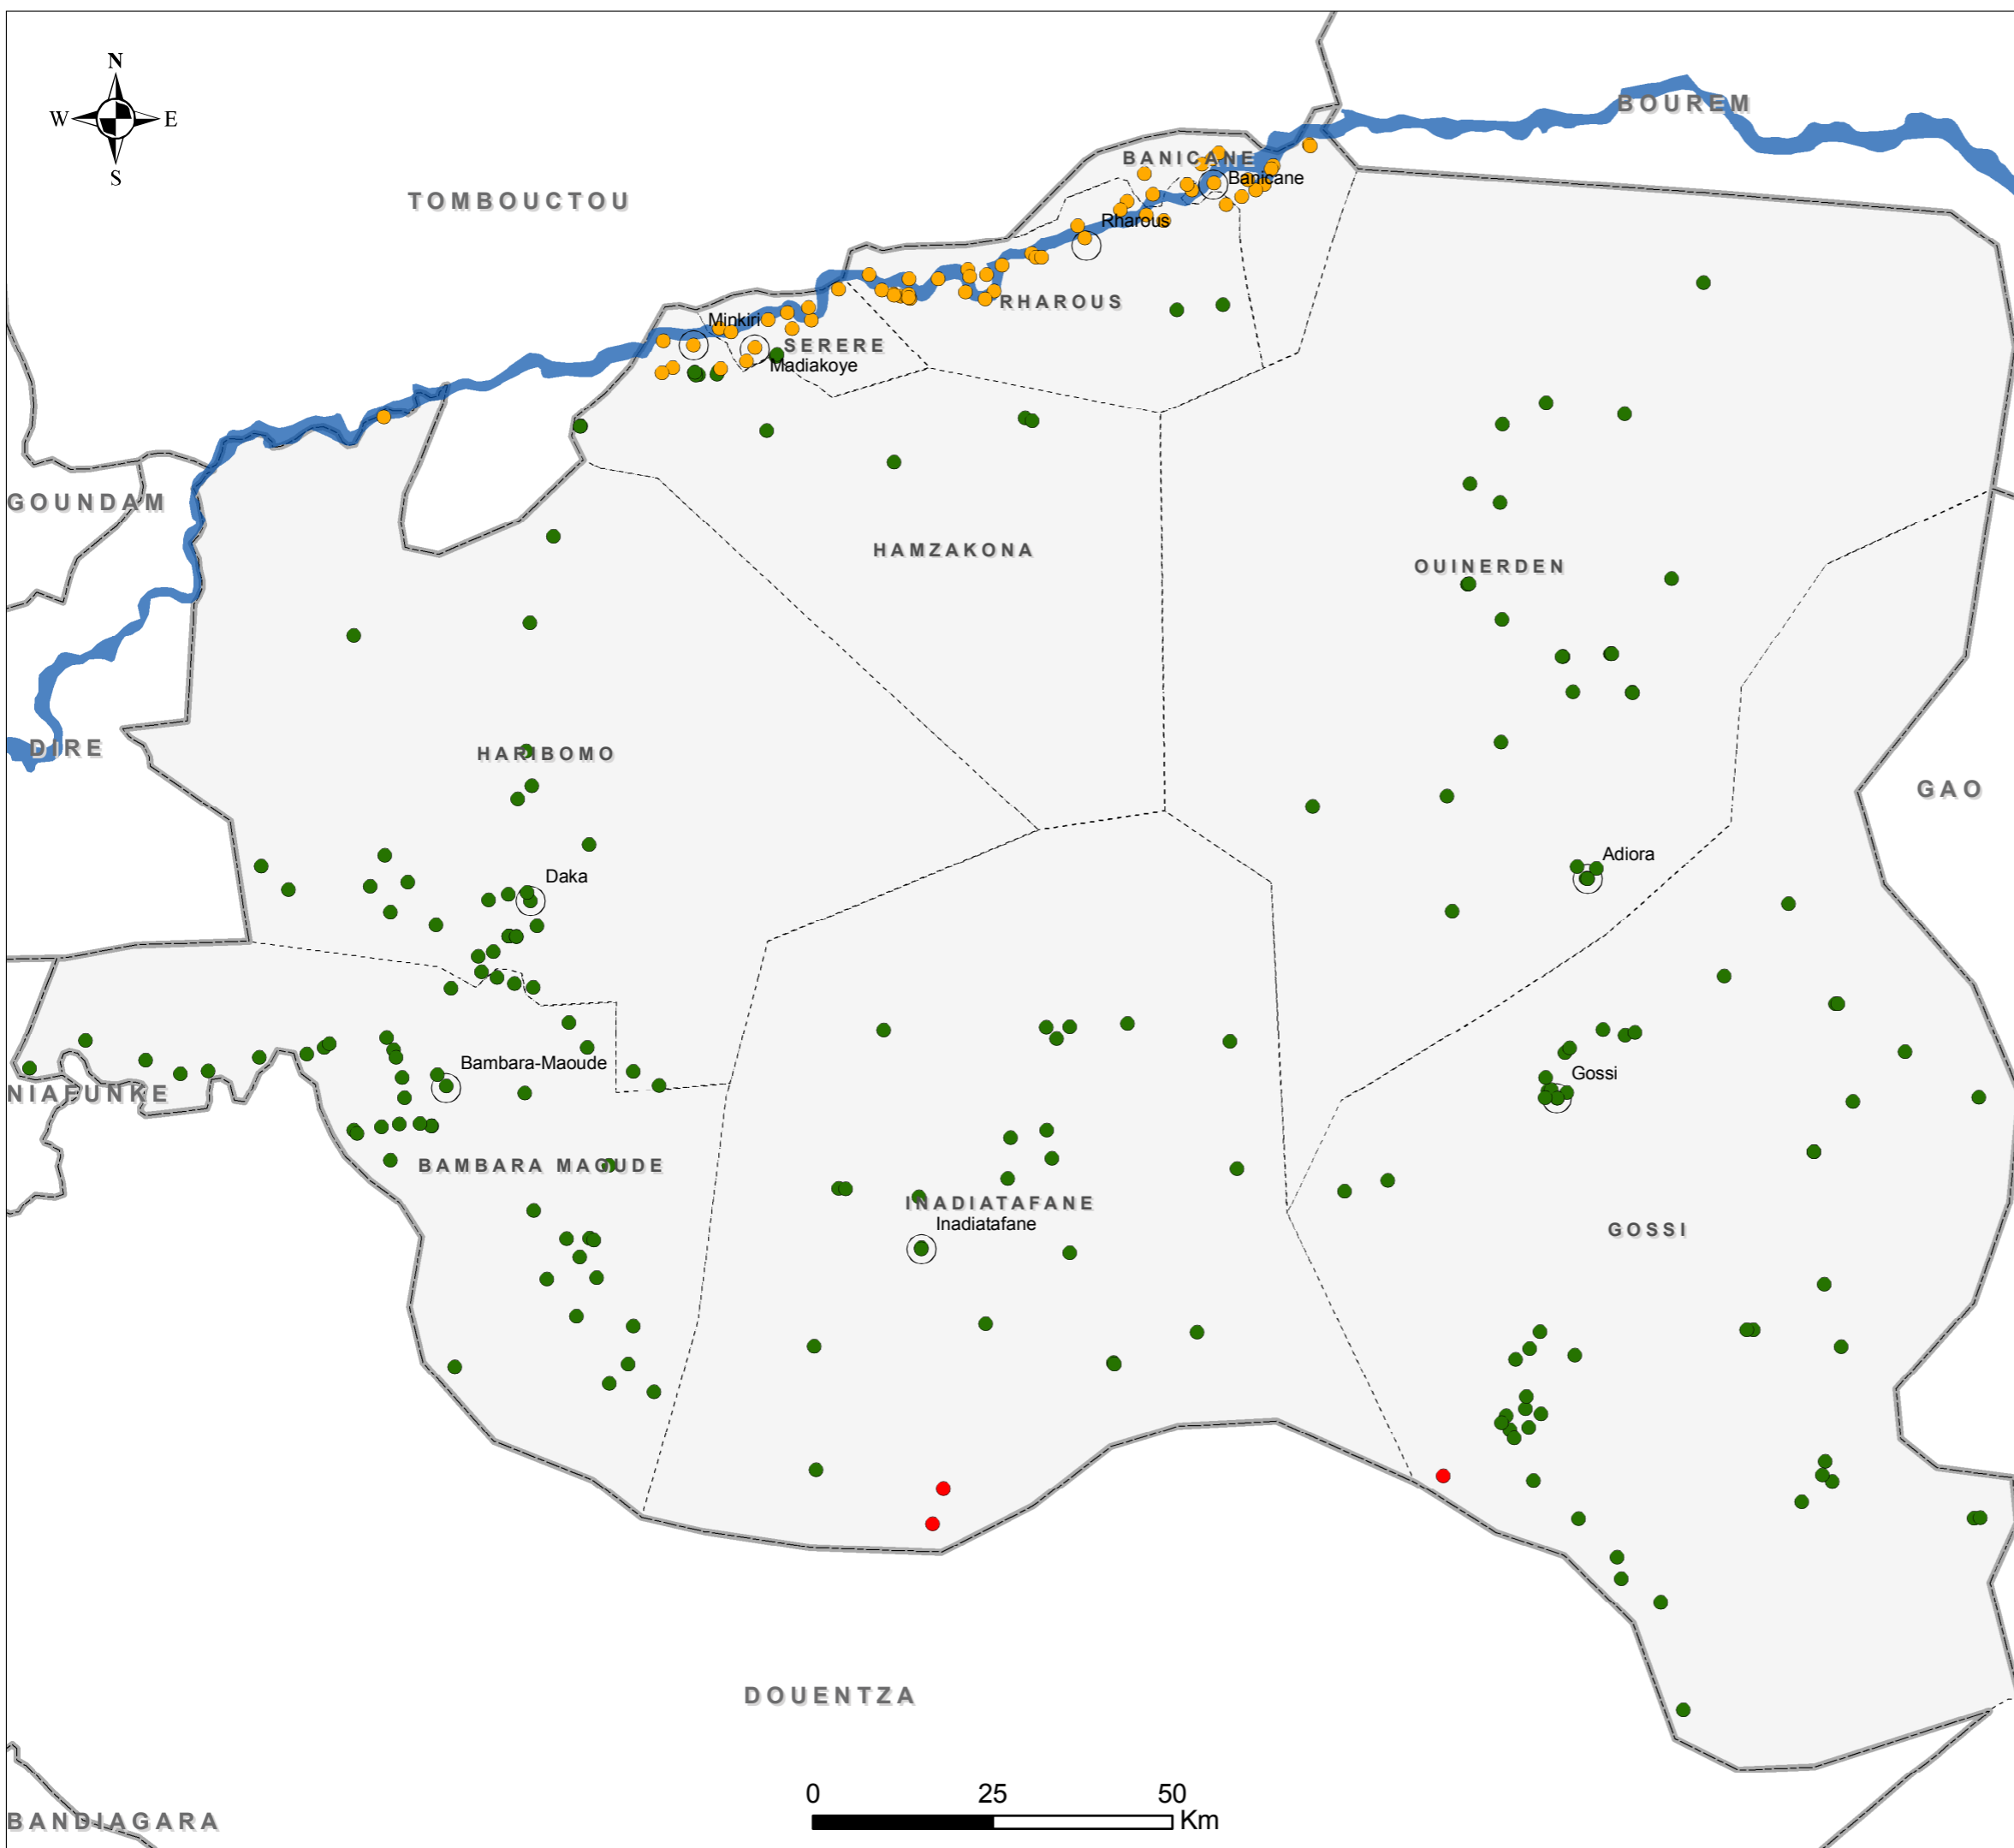 N
W E
S
BOUREM
BANICANE
Banicane
TOMBOUCTOU
Rharous
RHAROUS
Minkiri
SERERE
Madiakoye
GOUNDAM
HAMZAKONA
OUINERDEN
DIRE
HARIBOMO
GAO
Adiora
Daka
Bambara-Maoude
Gossi
NIAFUNKE
BAMBARA MAOUDE
INADIATAFANE
Inadiatafane
GOSSI
DOUENTZA
0 25 50
Km
BANDIAGARA